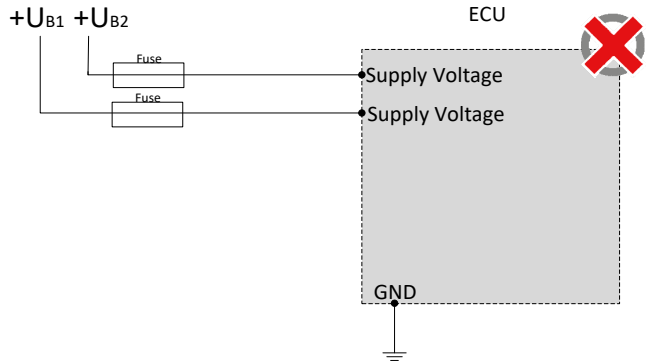 +UB1 +UB2
ECU
Fuse
Supply Voltage
Fuse
Supply Voltage
GND